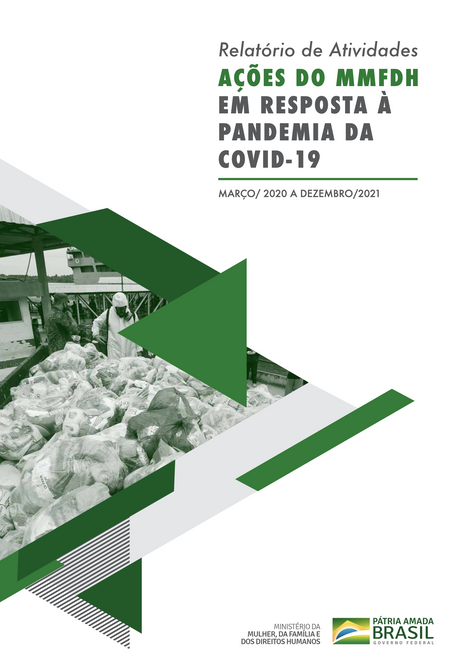 Relatório de Atividades
AÇÕES DO MMFDH
EM RESPOSTA À
PANDEMIA DA
COVID-19
MARÇO/ 2020 A DEZEMBRO/2021
MINISTÉRIO DA
MULHER, DA FAMÍLIA E
DOS DIREITOS HUMANOS
PÁTRIA AMADA
BRASIL
GOVERNO FEDERAL